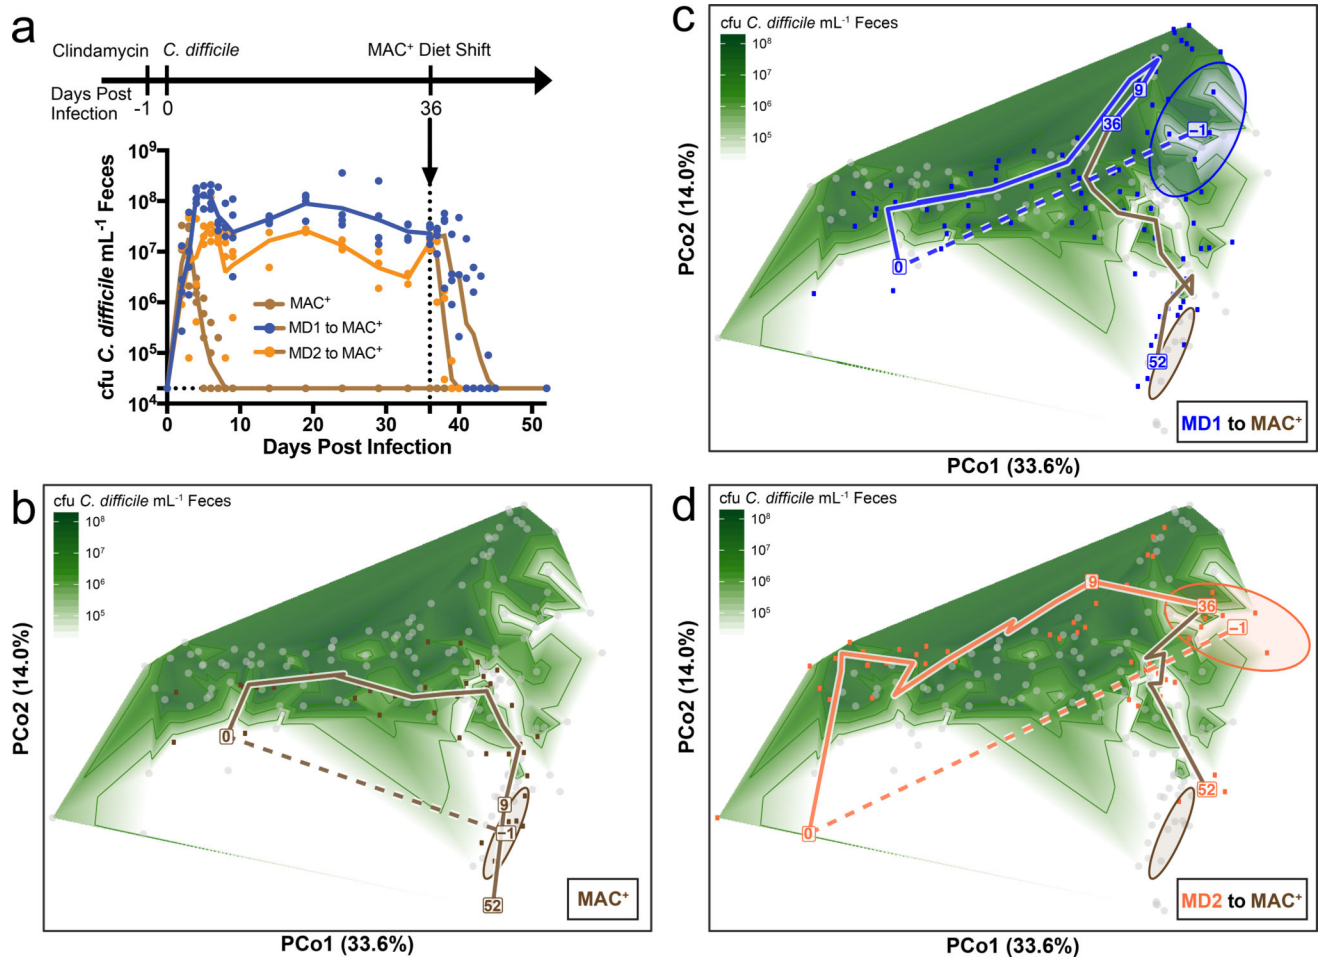 a
Clindamycin
C. difficile
MAC⁺ Diet Shift
Days Post
Infection
-1
0
36
cfu C. difficile mL⁻¹ Feces
10⁹
10⁸
10⁷
10⁶
10⁵
10⁴
MAC⁺
MD1 to MAC⁺
MD2 to MAC⁺
0
10
20
30
40
50
Days Post Infection
b
cfu C. difficile mL⁻¹ Feces
10⁸
10⁷
10⁶
10⁵
PCo2 (14.0%)
0
9
−1
52
MAC⁺
PCo1 (33.6%)
c
cfu C. difficile mL⁻¹ Feces
10⁸
10⁷
10⁶
10⁵
PCo2 (14.0%)
9
36
−1
0
52
MD1 to MAC⁺
PCo1 (33.6%)
d
cfu C. difficile mL⁻¹ Feces
10⁸
10⁷
10⁶
10⁵
PCo2 (14.0%)
9
36
−1
52
0
MD2 to MAC⁺
PCo1 (33.6%)